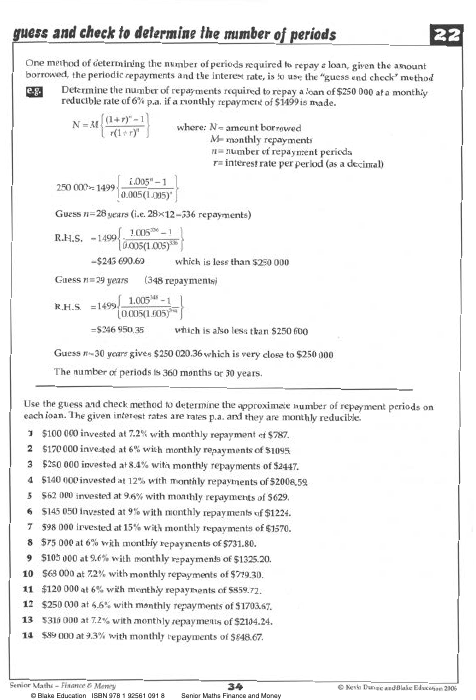 guess and check to determine the number of periods
22
One method of determining the number of periods required to repay a loan, given the amount
borrowed, the periodic repayments and the interest rate, is to use the "guess and check" method
e.g. Determine the number of repayments required to repay a loan of $250 000 at a monthly
reducible rate of 6% p.a. if a monthly repayment of $1499 is made.
N = M{(1+r)ⁿ − 1 / r(1+r)ⁿ}
where: N = amount borrowed
M= monthly repayments
n= number of repayment periods
r= interest rate per period (as a decimal)
250 000 = 1499{1.005ⁿ − 1 / 0.005(1.005)ⁿ}
Guess n=28 years (i.e. 28×12=336 repayments)
R.H.S. =1499{1.005³³⁶ − 1 / 0.005(1.005)³³⁶}
=$243 690.69 which is less than $250 000
Guess n=29 years (348 repayments)
R.H.S. =1499{1.005³⁴⁸ − 1 / 0.005(1.005)³⁴⁸}
=$246 950.35 which is also less than $250 000
Guess n=30 years gives $250 020.36 which is very close to $250 000
The number of periods is 360 months or 30 years.
Use the guess and check method to determine the approximate number of repayment periods on
each loan. The given interest rates are rates p.a. and they are monthly reducible.
1 $100 000 invested at 7.2% with monthly repayment of $787.
2 $170 000 invested at 6% with monthly repayments of $1095.
3 $250 000 invested at 8.4% with monthly repayments of $2447.
4 $140 000 invested at 12% with monthly repayments of $2008.59
5 $62 000 invested at 9.6% with monthly repayments of $629.
6 $145 050 invested at 9% with monthly repayments of $1224.
7 $98 000 invested at 15% with monthly repayments of $1570.
8 $75 000 at 6% with monthly repayments of $731.80.
9 $105 000 at 9.6% with monthly repayments of $1325.20.
10 $68 000 at 7.2% with monthly repayments of $779.30.
11 $120 000 at 6% with monthly repayments of $859.72.
12 $250 000 at 6.6% with monthly repayments of $1703.67.
13 $318 000 at 7.2% with monthly repayments of $2104.24.
14 $89 000 at 9.3% with monthly repayments of $848.67.
Senior Maths – Finance & Money
34
© Kevin and Blake Education 2006
© Blake Education ISBN 978 1 92561 091 8 Senior Maths Finance and Money